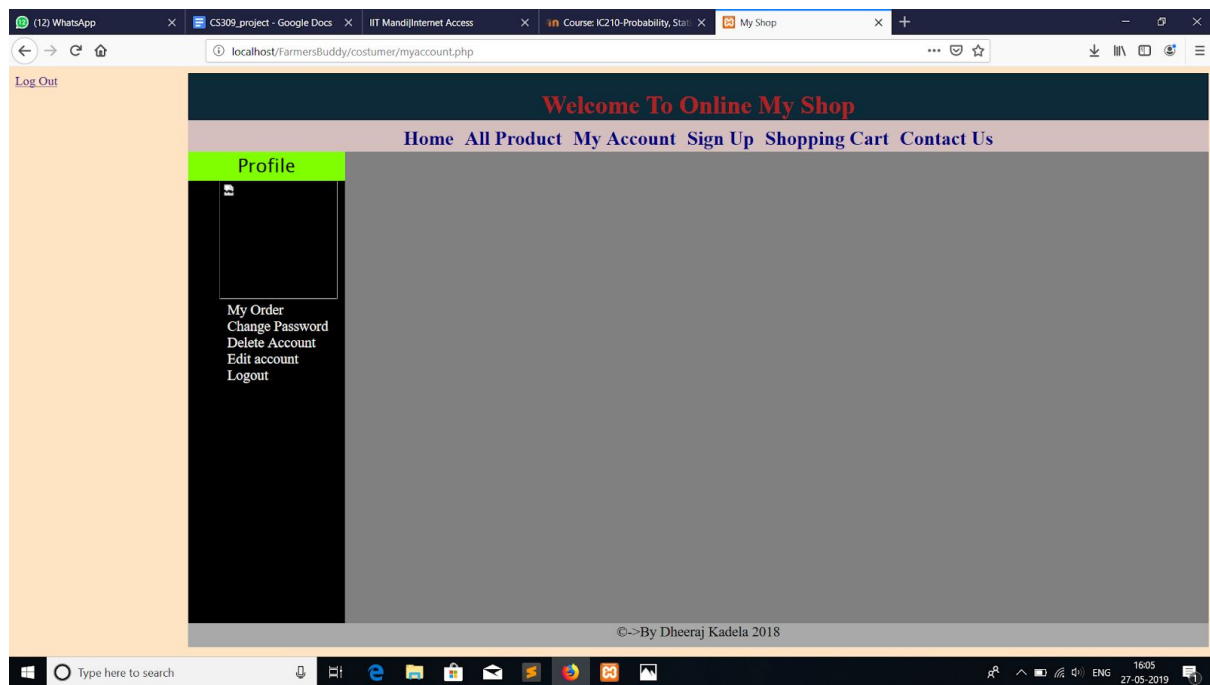 (12) WhatsApp
CS309_project - Google Docs
IIT Mandi|Internet Access
Course: IC210-Probability, Stati
My Shop
localhost/FarmersBuddy/costumer/myaccount.php
Log Out
Welcome To Online My Shop
Home All Product My Account Sign Up Shopping Cart Contact Us
Profile
My Order
Change Password
Delete Account
Edit account
Logout
©->By Dheeraj Kadela 2018
Type here to search
ENG
16:05
27-05-2019
1